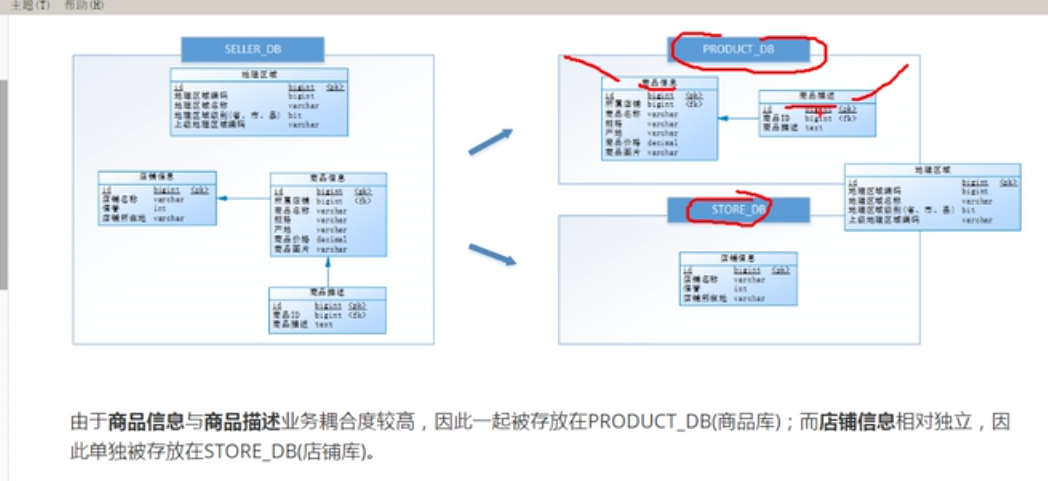 主题(T) 帮助(H)
SELLER_DB
地理区域
id bigint <pk>
地理区域编码 bigint
地理区域名称 varchar
地理区域级别(省、市、县) bit
上级地理区域编码 varchar
店铺信息
id bigint <pk>
店铺名称 varchar
信誉 int
店铺所在地 varchar
商品信息
id bigint <pk>
所属店铺 bigint <fk>
商品名称 varchar
规格 varchar
产地 varchar
商品价格 decimal
商品图片 varchar
商品描述
id bigint <pk>
商品ID bigint <fk>
商品描述 text
PRODUCT_DB
商品信息
id bigint <pk>
所属店铺 bigint <fk>
商品名称 varchar
规格 varchar
产地 varchar
商品价格 decimal
商品图片 varchar
商品描述
id bigint <pk>
商品ID bigint <fk>
商品描述 text
地理区域
id bigint <pk>
地理区域编码 bigint
地理区域名称 varchar
地理区域级别(省、市、县) bit
上级地理区域编码 varchar
STORE_DB
店铺信息
id bigint <pk>
店铺名称 varchar
信誉 int
店铺所在地 varchar
由于商品信息与商品描述业务耦合度较高，因此一起被存放在PRODUCT_DB(商品库)；而店铺信息相对独立，因
此单独被存放在STORE_DB(店铺库)。